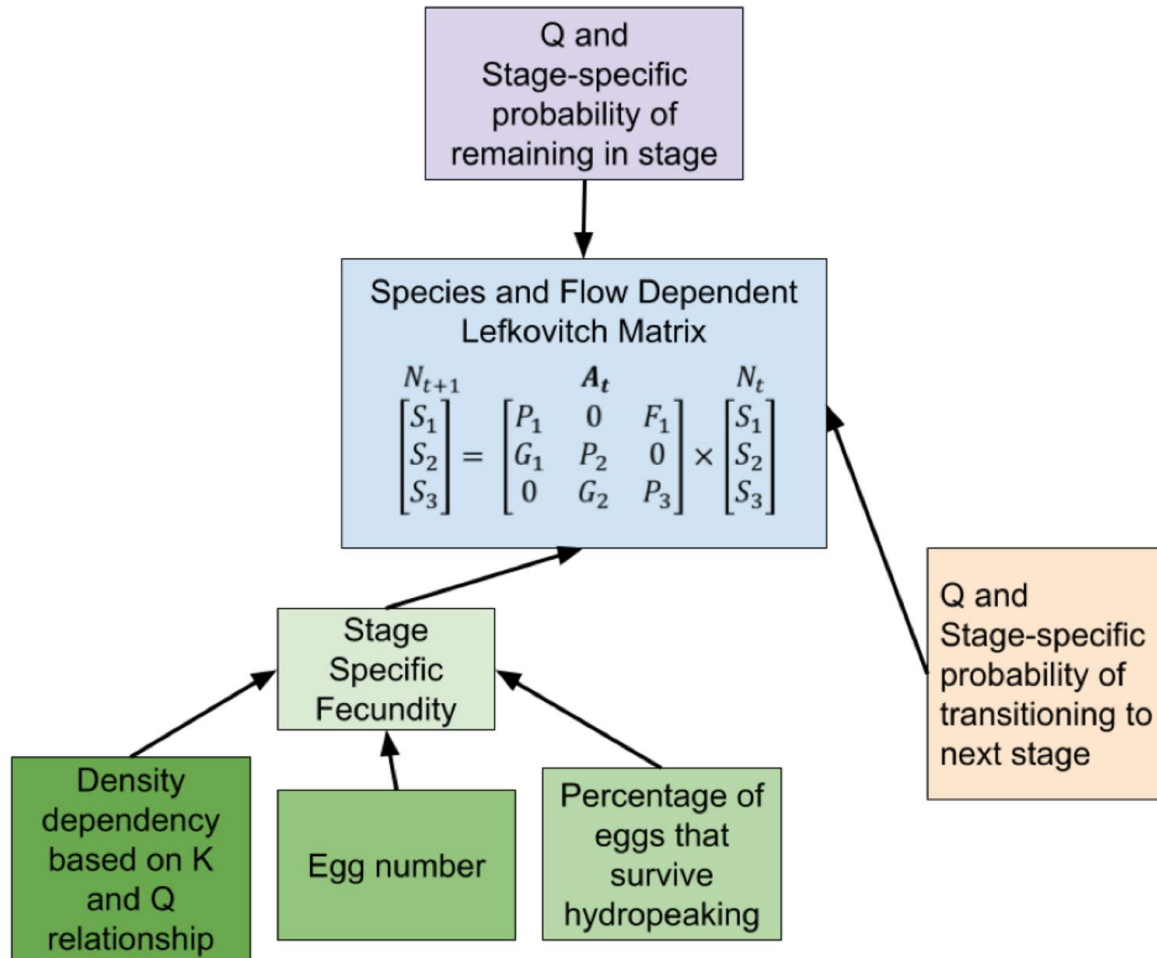 Q and
Stage-specific
probability of
remaining in stage
Species and Flow Dependent
Lefkovitch Matrix
N_{t+1} A_t N_t
[S_1] = [P_1 0 F_1] × [S_1]
[S_2] [G_1 P_2 0] [S_2]
[S_3] [0 G_2 P_3] [S_3]
Stage
Specific
Fecundity
Q and
Stage-specific
probability of
transitioning to
next stage
Density
dependency
based on K
and Q
relationship
Egg number
Percentage of
eggs that
survive
hydropeaking